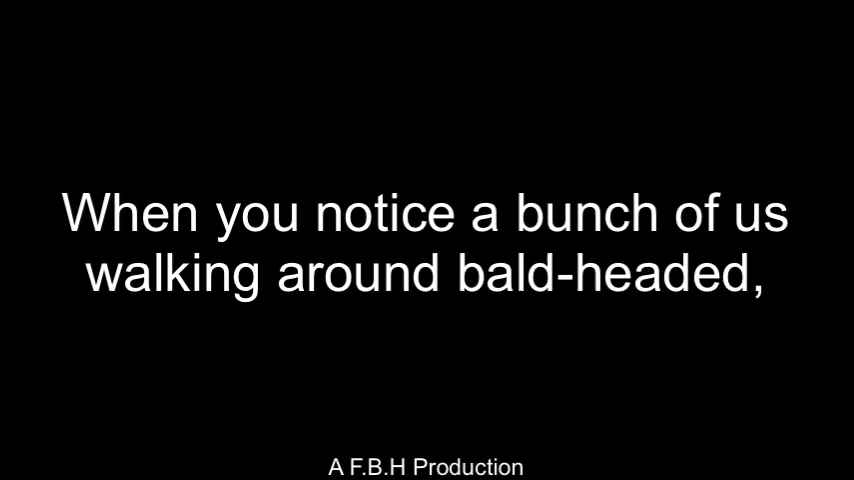 When you notice a bunch of us
walking around bald-headed,
A F.B.H Production